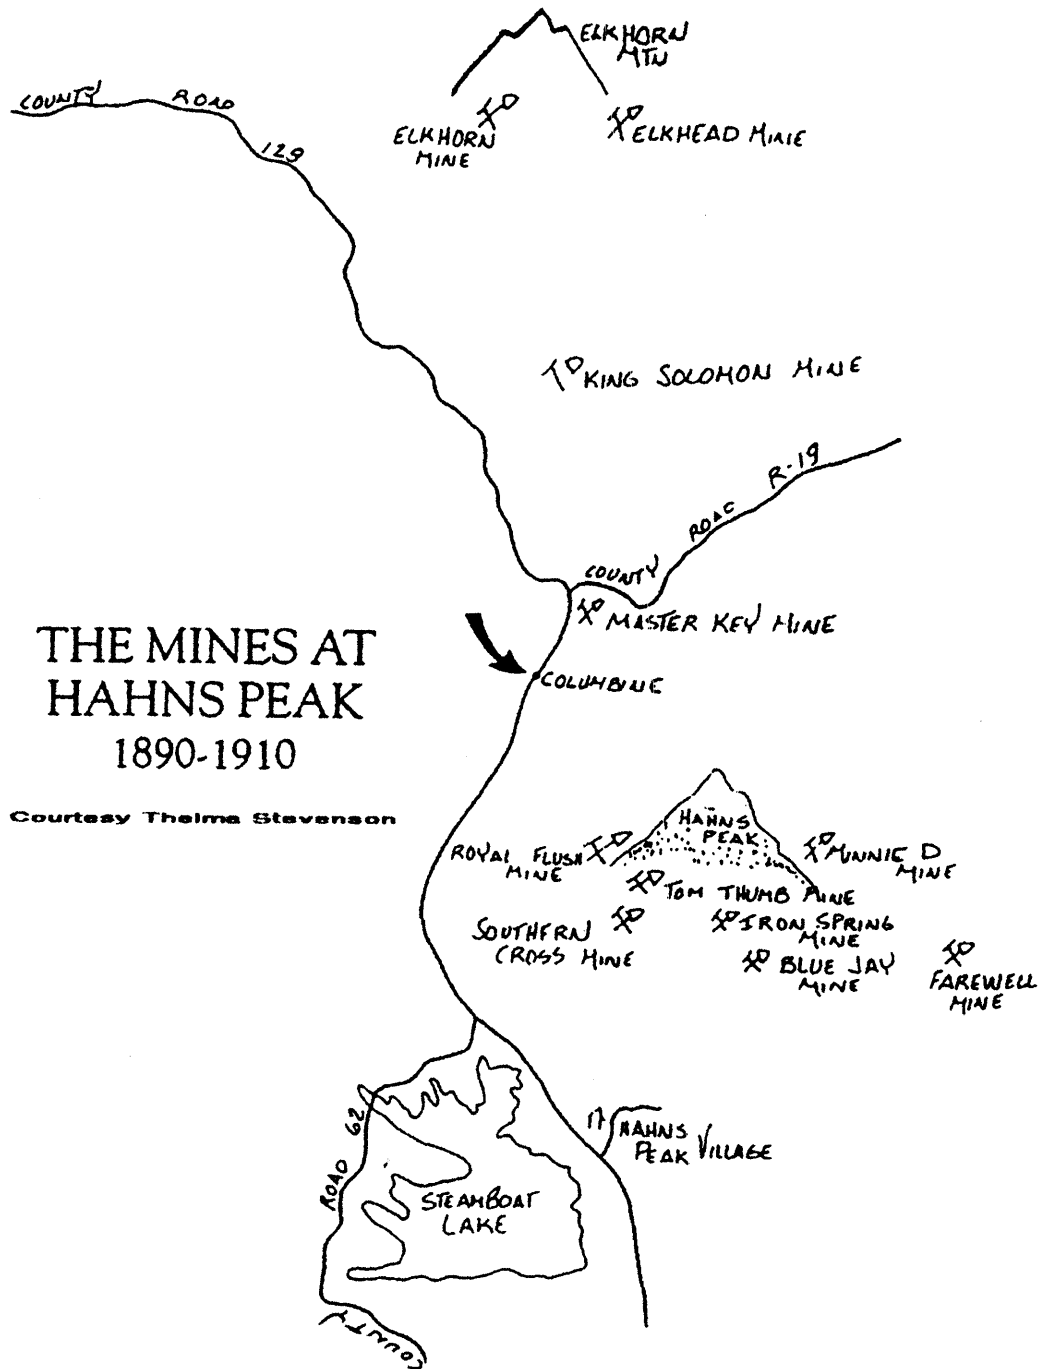 ELKHORN
MTN
COUNTY ROAD
129
ELKHORN
MINE
ELKHEAD MINE
KING SOLOMON MINE
COUNTY ROAD R-19
MASTER KEY MINE
THE MINES AT
HAHNS PEAK
1890-1910
Courtesy Thelma Stevenson
COLUMBINE
HAHNS
PEAK
ROYAL FLUSH
MINE
MINNIE D
MINE
TOM THUMB MINE
SOUTHERN
CROSS MINE
IRON SPRING
MINE
BLUE JAY
MINE
FAREWELL
MINE
17
HAHNS
PEAK VILLAGE
STEAMBOAT
LAKE
COUNTY ROAD 62